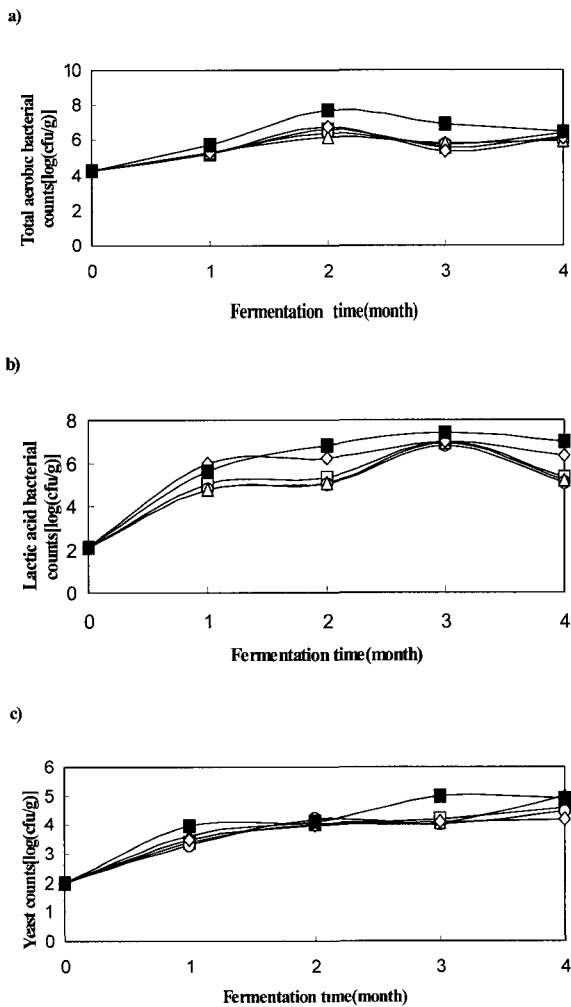 a)
10
8
6
4
2
0
Total aerobic bacterial
counts[log(cfu/g)]
0 1 2 3 4
Fermentation time(month)
b)
8
6
4
2
0
Lactic acid bacterial
counts[log(cfu/g)]
0 1 2 3 4
Fermentation time(month)
c)
6
5
4
3
2
1
0
Yeast counts[log(cfu/g)]
0 1 2 3 4
Fermentation time(month)